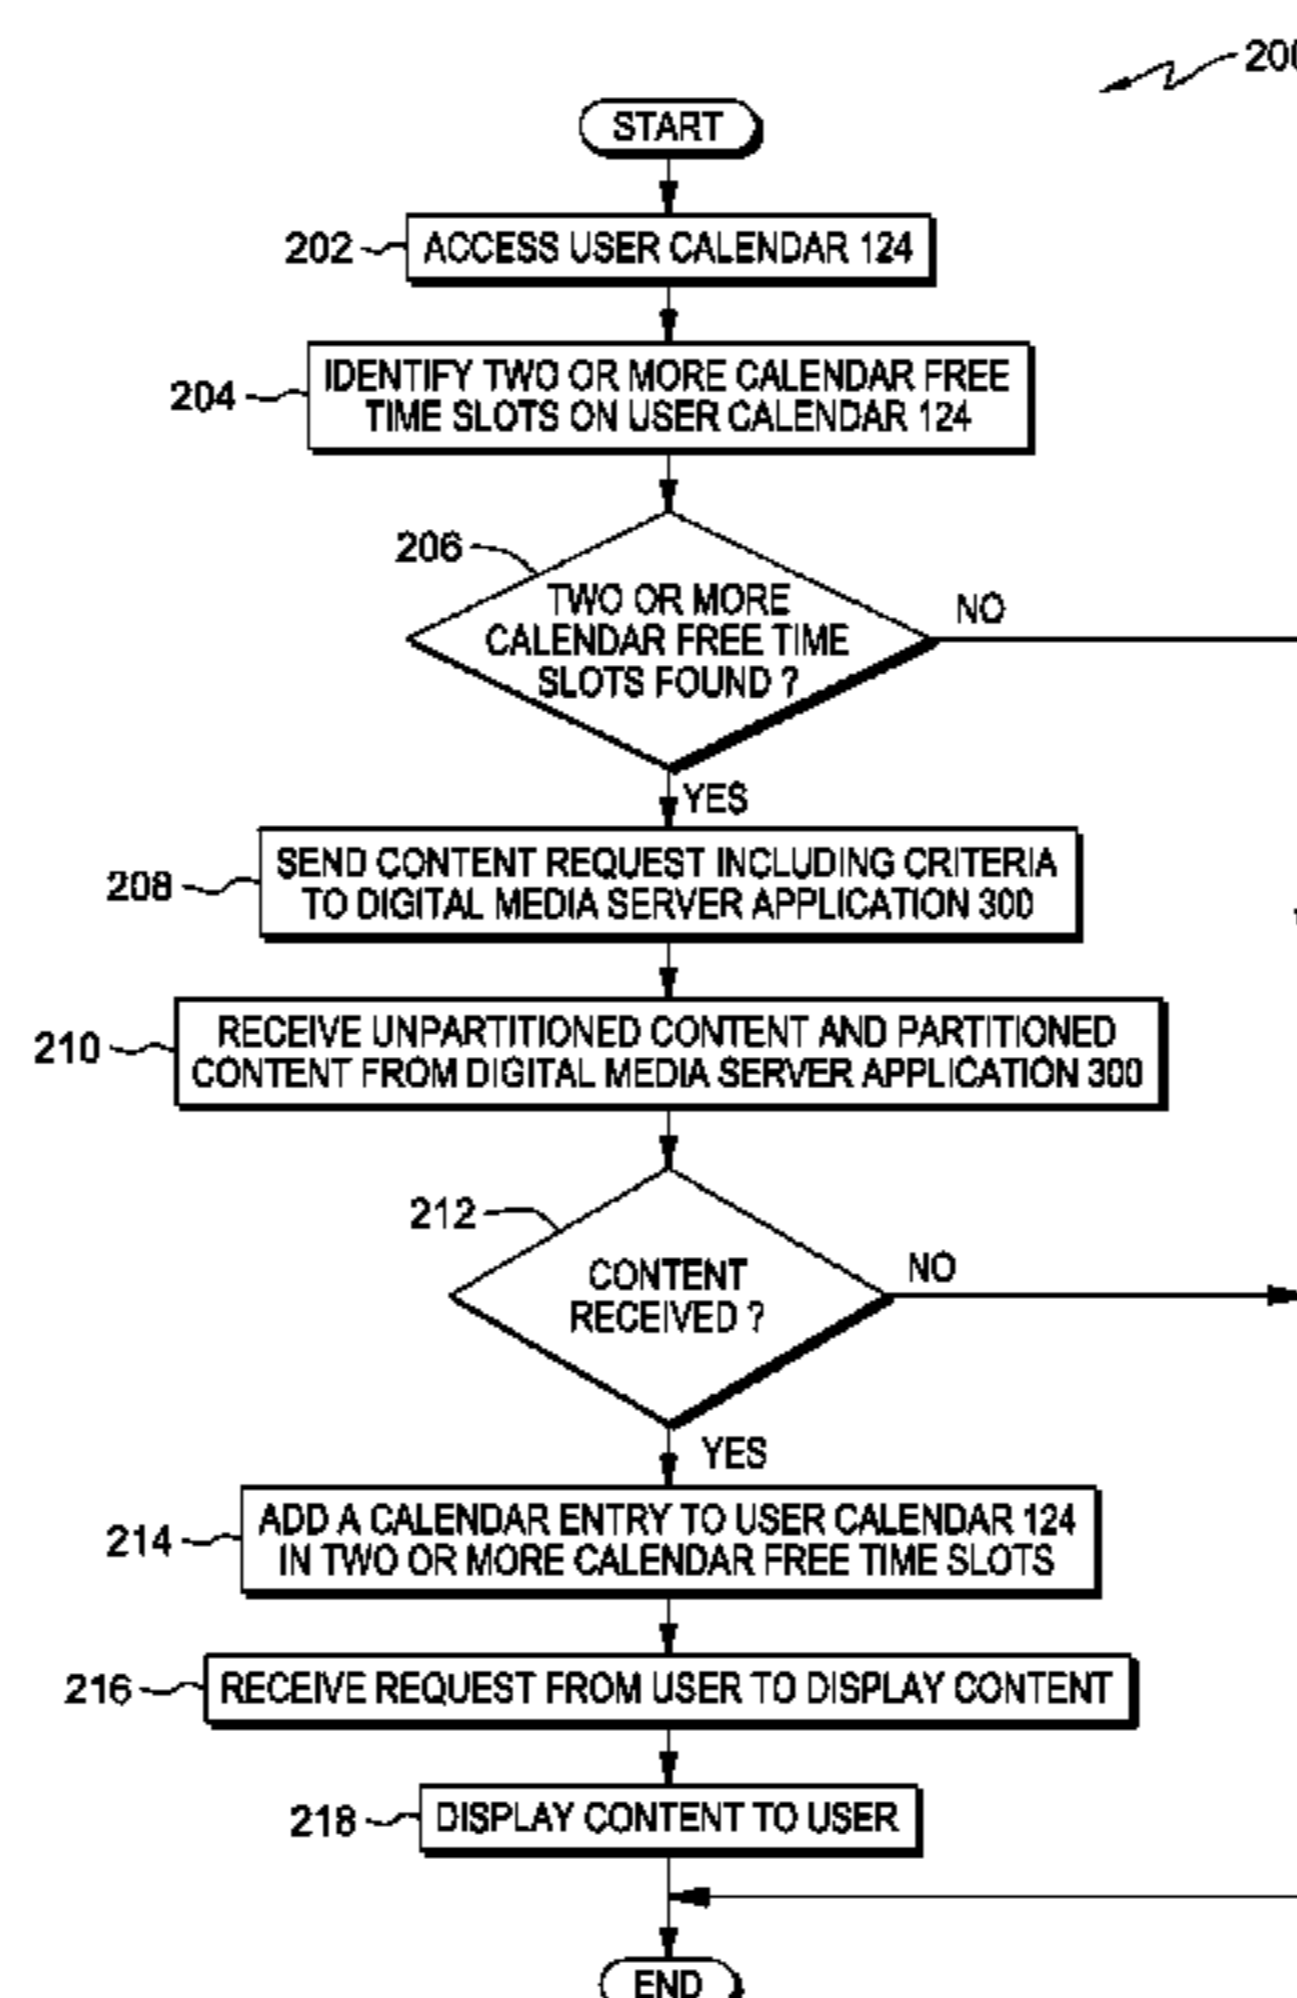 200
START
202
ACCESS USER CALENDAR 124
204
IDENTIFY TWO OR MORE CALENDAR FREE
TIME SLOTS ON USER CALENDAR 124
206
TWO OR MORE
CALENDAR FREE TIME
SLOTS FOUND ?
NO
YES
208
SEND CONTENT REQUEST INCLUDING CRITERIA
TO DIGITAL MEDIA SERVER APPLICATION 300
210
RECEIVE UNPARTITIONED CONTENT AND PARTITIONED
CONTENT FROM DIGITAL MEDIA SERVER APPLICATION 300
212
CONTENT
RECEIVED ?
NO
YES
214
ADD A CALENDAR ENTRY TO USER CALENDAR 124
IN TWO OR MORE CALENDAR FREE TIME SLOTS
216
RECEIVE REQUEST FROM USER TO DISPLAY CONTENT
218
DISPLAY CONTENT TO USER
END